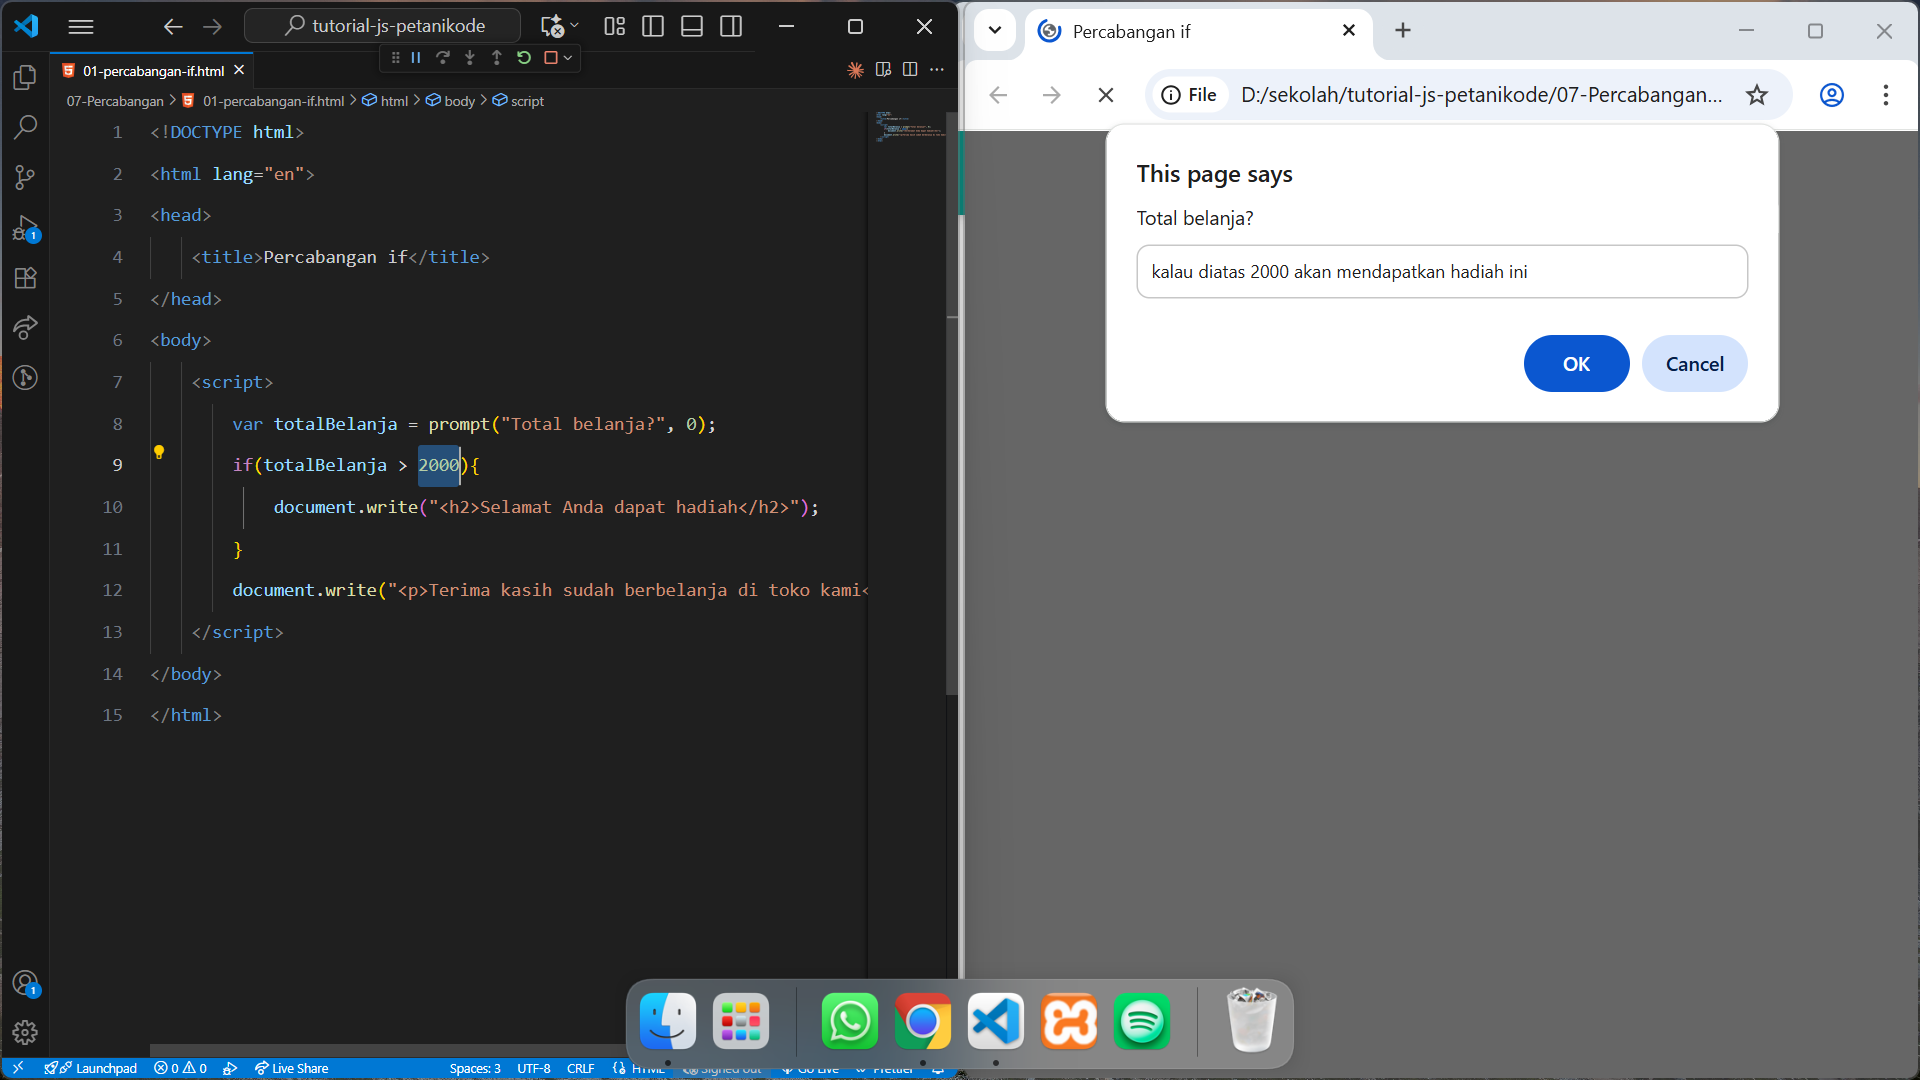 tutorial-js-petanikode
01-percabangan-if.html
07-Percabangan > 01-percabangan-if.html > html > body > script
1 <!DOCTYPE html>
2 <html lang="en">
3 <head>
4 <title>Percabangan if</title>
5 </head>
6 <body>
7 <script>
8 var totalBelanja = prompt("Total belanja?", 0);
9 if(totalBelanja > 2000){
10 document.write("<h2>Selamat Anda dapat hadiah</h2>");
11 }
12 document.write("<p>Terima kasih sudah berbelanja di toko kami<
13 </script>
14 </body>
15 </html>
1
1
Launchpad 0 0 Live Share Spaces: 3 UTF-8 CRLF {} HTML Signed out Go Live Prettier
Percabangan if
File D:/sekolah/tutorial-js-petanikode/07-Percabangan...
This page says
Total belanja?
kalau diatas 2000 akan mendapatkan hadiah ini
OK Cancel